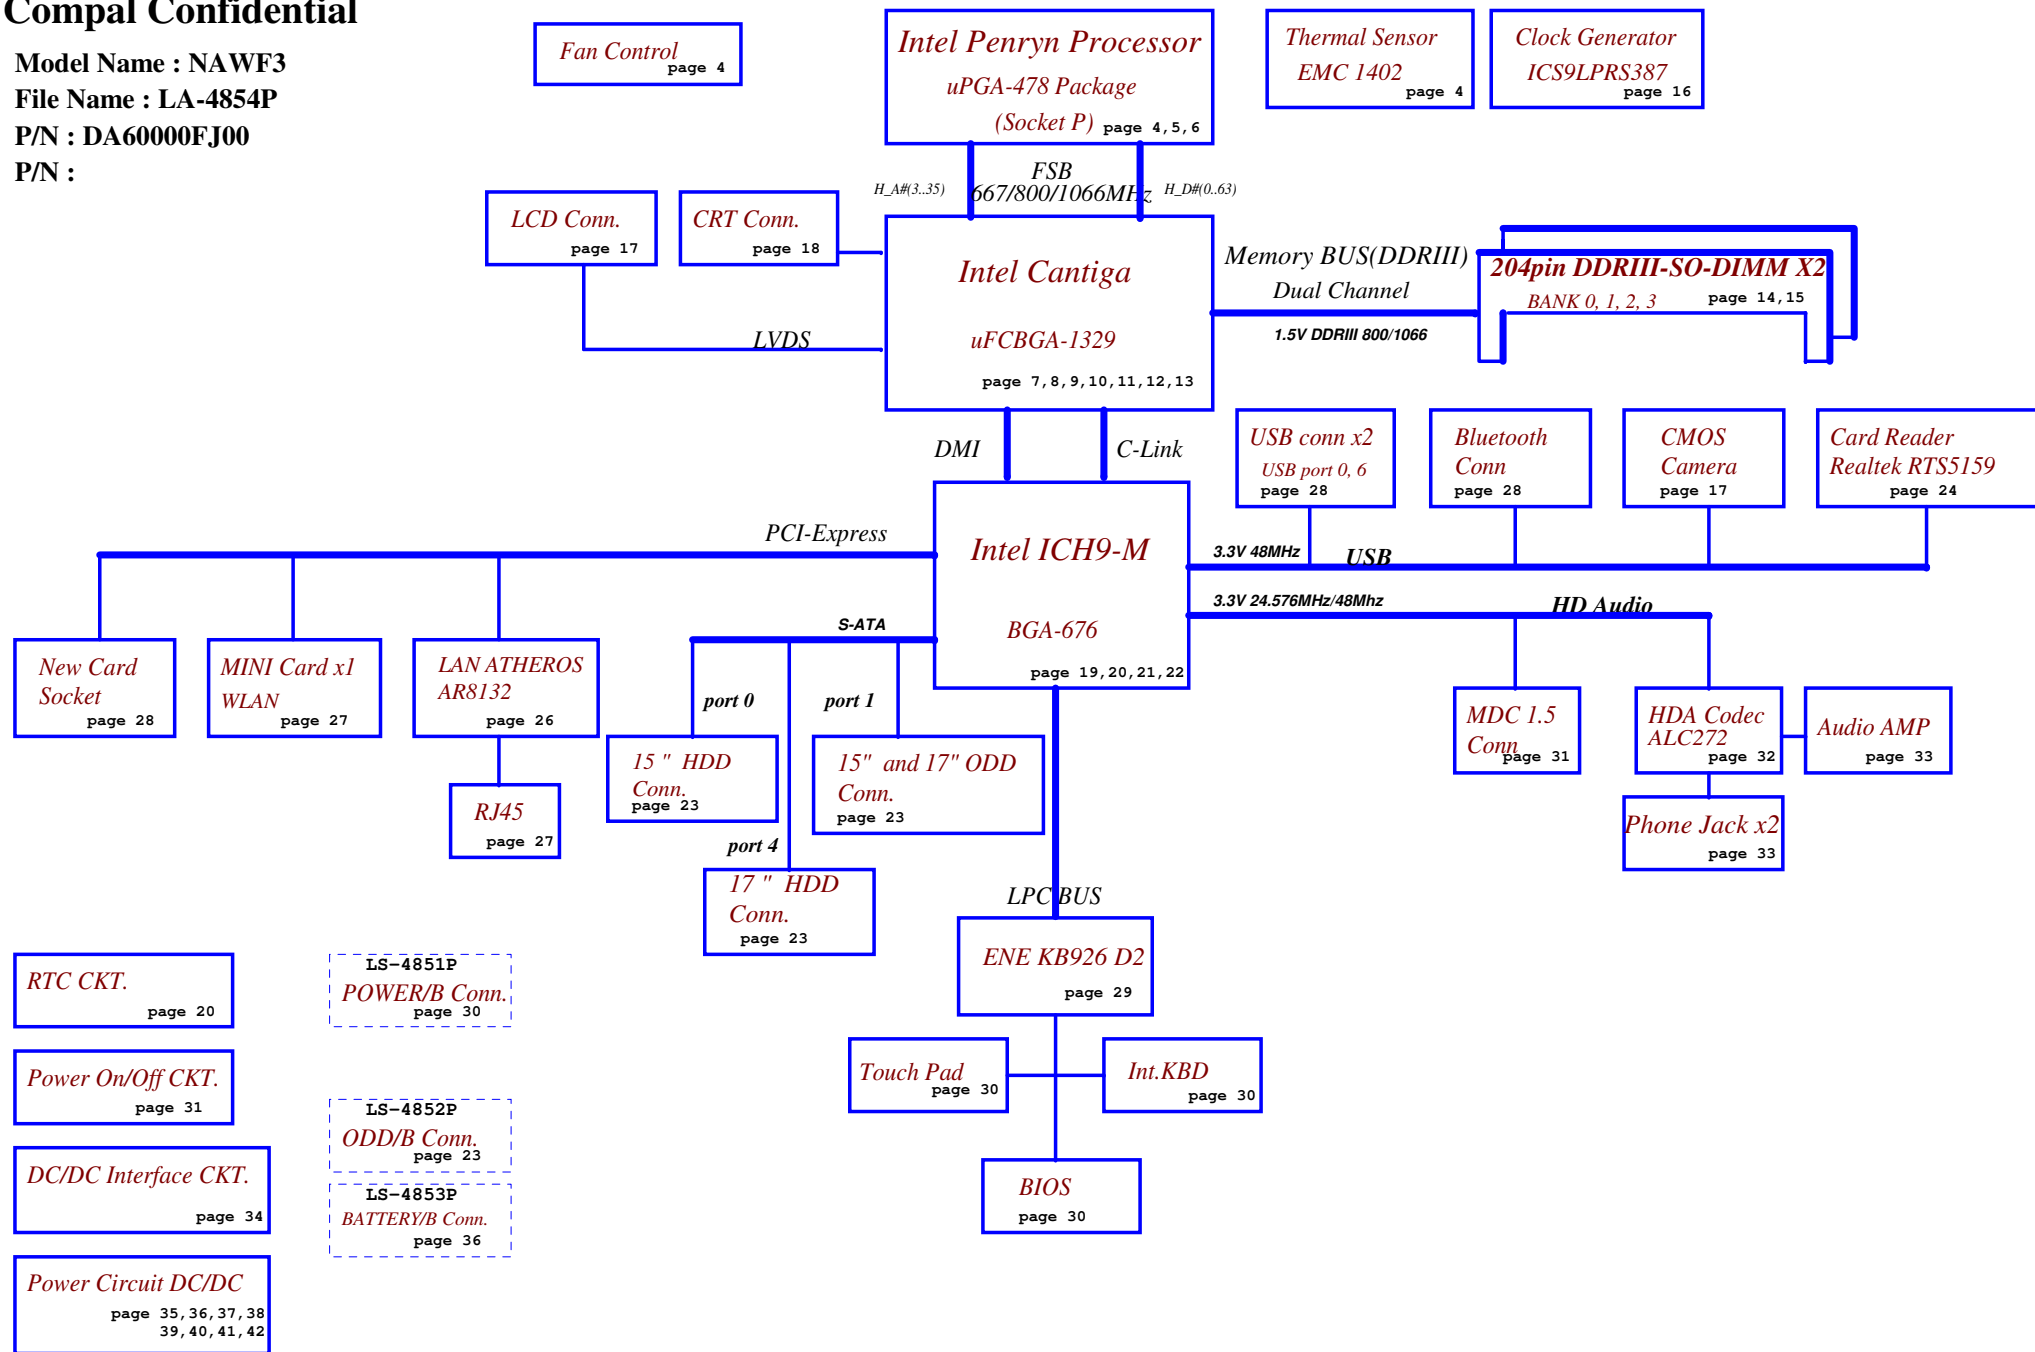 Compal Confidential
Model Name : NAWF3
File Name : LA-4854P
P/N : DA60000FJ00
P/N :
Fan Control
page 4
Intel Penryn Processor
uPGA-478 Package
(Socket P) page 4,5,6
Thermal Sensor
EMC 1402
page 4
Clock Generator
ICS9LPRS387
page 16
H_A#(3..35)
FSB
667/800/1066MHz
H_D#(0..63)
LCD Conn.
page 17
CRT Conn.
page 18
LVDS
Intel Cantiga
uFCBGA-1329
page 7,8,9,10,11,12,13
Memory BUS(DDRIII)
Dual Channel
1.5V DDRIII 800/1066
204pin DDRIII-SO-DIMM X2
BANK 0, 1, 2, 3 page 14,15
DMI
C-Link
USB conn x2
USB port 0, 6
page 28
Bluetooth
Conn
page 28
CMOS
Camera
page 17
Card Reader
Realtek RTS5159
page 24
PCI-Express
Intel ICH9-M
BGA-676
page 19,20,21,22
3.3V 48MHz
USB
3.3V 24.576MHz/48Mhz
HD Audio
S-ATA
New Card
Socket
page 28
MINI Card x1
WLAN
page 27
LAN ATHEROS
AR8132
page 26
RJ45
page 27
port 0
port 1
15 " HDD
Conn.
page 23
15" and 17" ODD
Conn.
page 23
port 4
17 " HDD
Conn.
page 23
MDC 1.5
Conn
page 31
HDA Codec
ALC272
page 32
Audio AMP
page 33
Phone Jack x2
page 33
LPC BUS
ENE KB926 D2
page 29
Touch Pad
page 30
Int.KBD
page 30
BIOS
page 30
RTC CKT.
page 20
Power On/Off CKT.
page 31
DC/DC Interface CKT.
page 34
Power Circuit DC/DC
page 35,36,37,38
39,40,41,42
LS-4851P
POWER/B Conn.
page 30
LS-4852P
ODD/B Conn.
page 23
LS-4853P
BATTERY/B Conn.
page 36